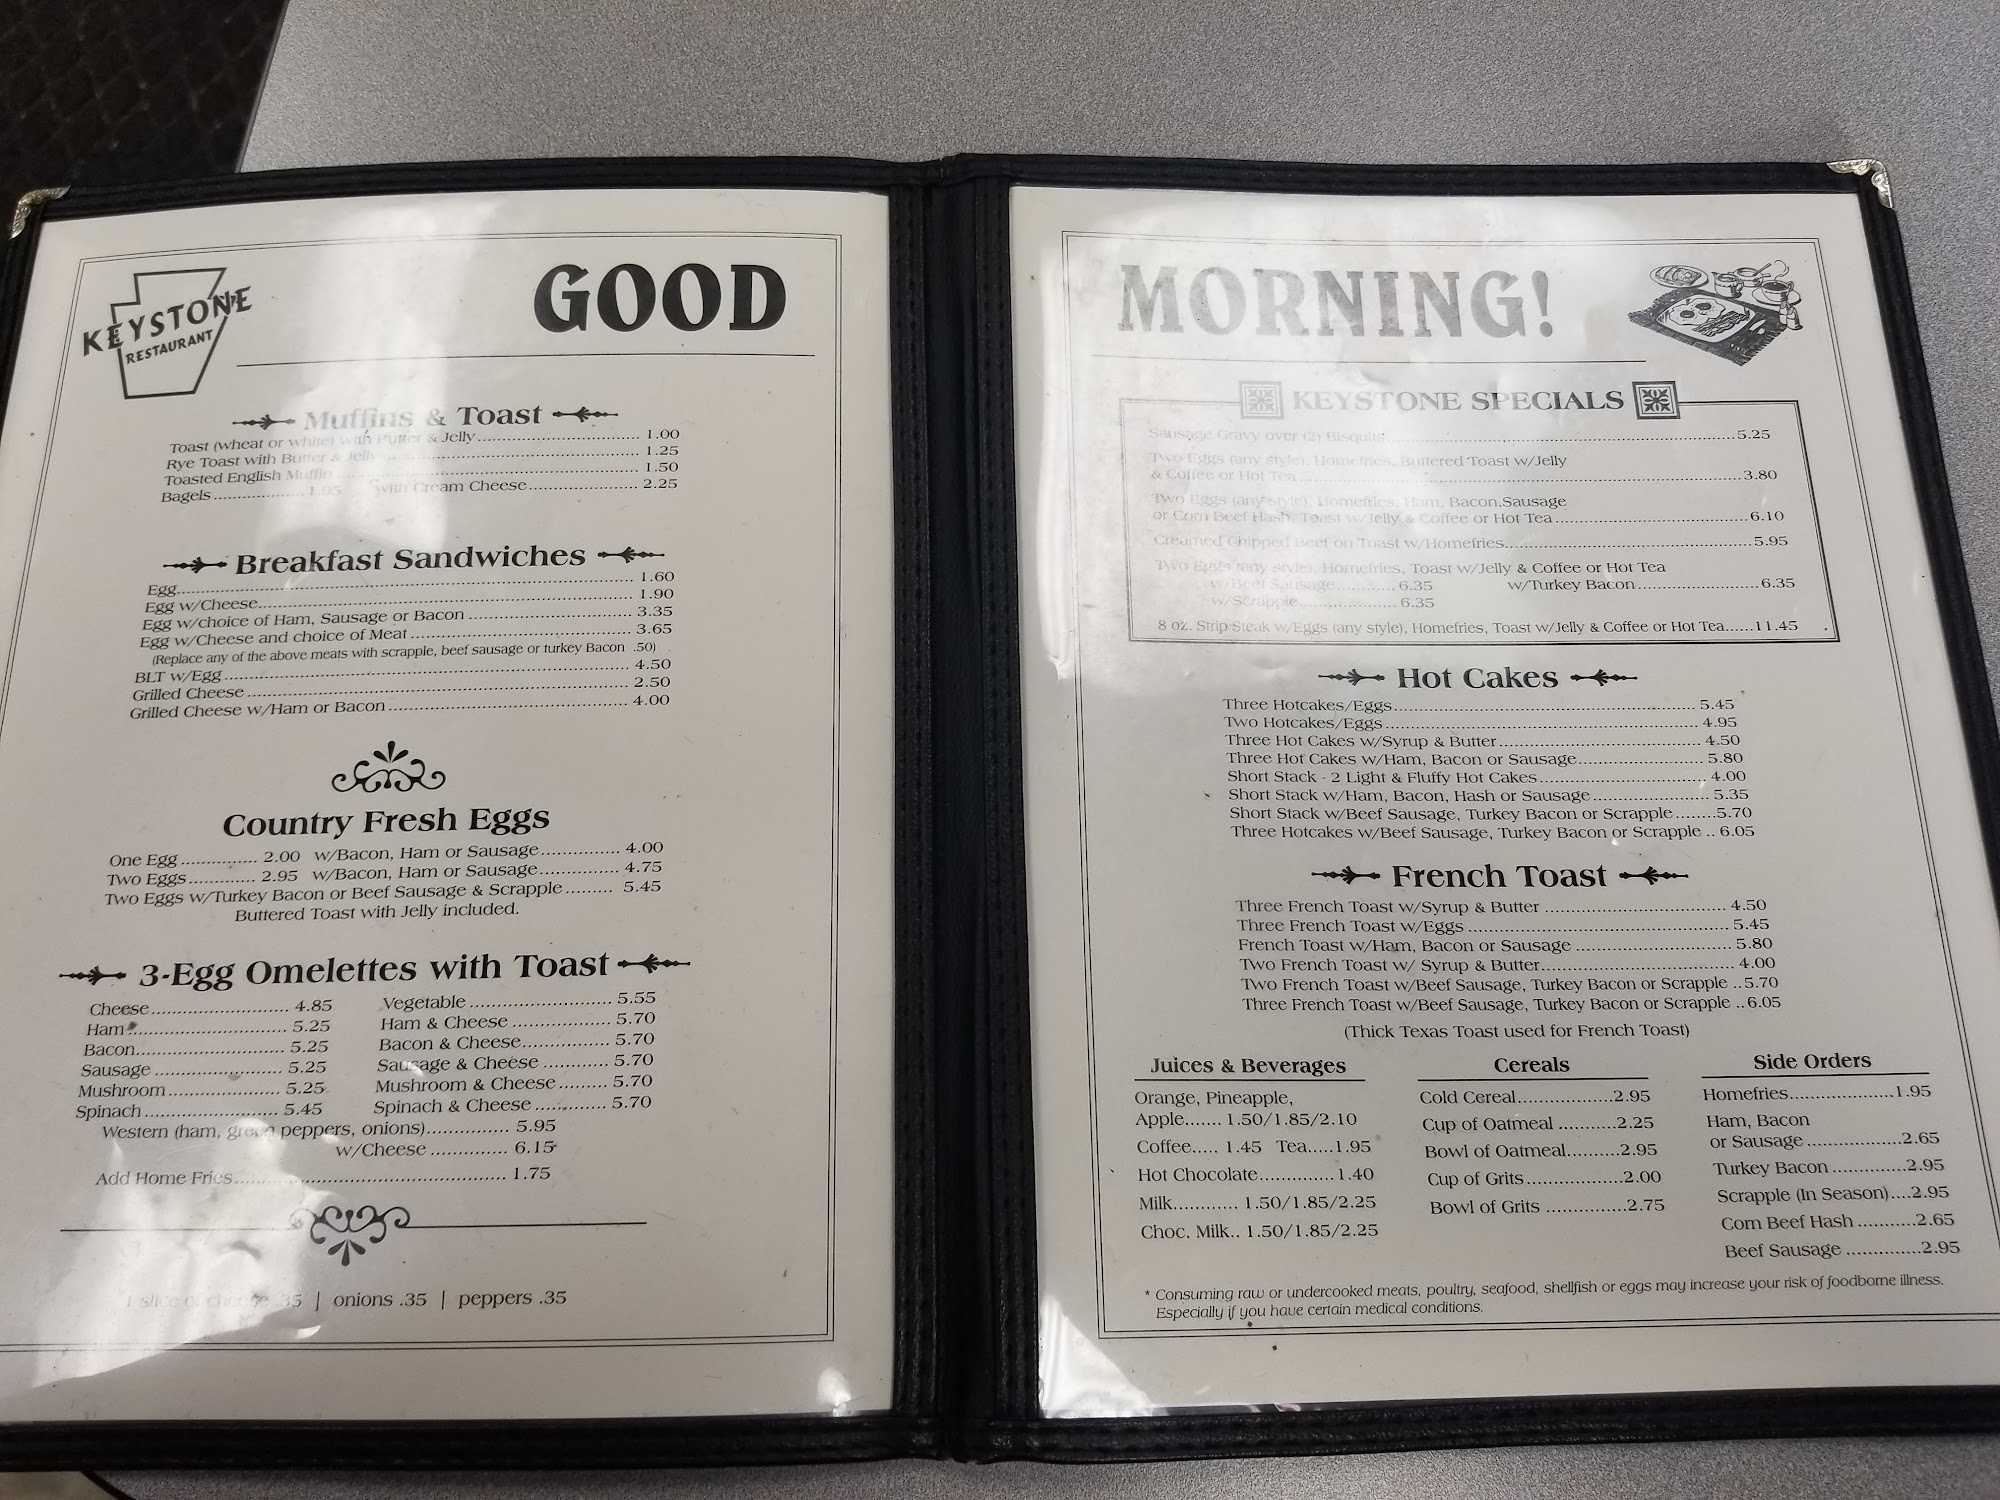 KEYSTONE
RESTAURANT
GOOD
Muffins & Toast
Toast (wheat or white) with Butter & Jelly.......... 1.00
Rye Toast with Butter & Jelly.......... 1.25
Toasted English Muffin.......... 1.50
Bagels.......... 1.95 with Cream Cheese.......... 2.25
Breakfast Sandwiches
Egg.......... 1.60
Egg w/Cheese.......... 1.90
Egg w/choice of Ham, Sausage or Bacon.......... 3.35
Egg w/Cheese and choice of Meat.......... 3.65
(Replace any of the above meats with scrapple, beef sausage or turkey Bacon .50)
BLT w/Egg.......... 4.50
Grilled Cheese.......... 2.50
Grilled Cheese w/Ham or Bacon.......... 4.00
Country Fresh Eggs
One Egg.......... 2.00 w/Bacon, Ham or Sausage.......... 4.00
Two Eggs.......... 2.95 w/Bacon, Ham or Sausage.......... 4.75
Two Eggs w/Turkey Bacon or Beef Sausage & Scrapple.......... 5.45
Buttered Toast with Jelly included.
3-Egg Omelettes with Toast
Cheese.......... 4.85 Vegetable.......... 5.55
Ham.......... 5.25 Ham & Cheese.......... 5.70
Bacon.......... 5.25 Bacon & Cheese.......... 5.70
Sausage.......... 5.25 Sausage & Cheese.......... 5.70
Mushroom.......... 5.25 Mushroom & Cheese.......... 5.70
Spinach.......... 5.45 Spinach & Cheese.......... 5.70
Western (ham, green peppers, onions).......... 5.95
w/Cheese.......... 6.15
Add Home Fries.......... 1.75
1 slice of cheese .35 | onions .35 | peppers .35
MORNING!
KEYSTONE SPECIALS
Sausage Gravy over (2) Bisquits..........5.25
Two Eggs (any style), Homefries, Buttered Toast w/Jelly
& Coffee or Hot Tea..........3.80
Two Eggs (any style), Homefries, Ham, Bacon,Sausage
or Corn Beef Hash, Toast w/Jelly & Coffee or Hot Tea..........6.10
Creamed Chipped Beef on Toast w/Homefries..........5.95
Two Eggs (any style), Homefries, Toast w/Jelly & Coffee or Hot Tea
w/Beef Sausage.......... 6.35 w/Turkey Bacon..........6.35
w/Scrapple.......... 6.35
8 oz. Strip Steak w/Eggs (any style), Homefries, Toast w/Jelly & Coffee or Hot Tea......11.45
Hot Cakes
Three Hotcakes/Eggs.......... 5.45
Two Hotcakes/Eggs.......... 4.95
Three Hot Cakes w/Syrup & Butter.......... 4.50
Three Hot Cakes w/Ham, Bacon or Sausage.......... 5.80
Short Stack - 2 Light & Fluffy Hot Cakes.......... 4.00
Short Stack w/Ham, Bacon, Hash or Sausage.......... 5.35
Short Stack w/Beef Sausage, Turkey Bacon or Scrapple........5.70
Three Hotcakes w/Beef Sausage, Turkey Bacon or Scrapple .. 6.05
French Toast
Three French Toast w/Syrup & Butter.......... 4.50
Three French Toast w/Eggs.......... 5.45
French Toast w/Ham, Bacon or Sausage.......... 5.80
Two French Toast w/ Syrup & Butter.......... 4.00
Two French Toast w/Beef Sausage, Turkey Bacon or Scrapple ..5.70
Three French Toast w/Beef Sausage, Turkey Bacon or Scrapple ..6.05
(Thick Texas Toast used for French Toast)
Juices & Beverages
Orange, Pineapple,
Apple....... 1.50/1.85/2.10
Coffee..... 1.45 Tea.....1.95
Hot Chocolate.............. 1.40
Milk............ 1.50/1.85/2.25
Choc. Milk.. 1.50/1.85/2.25
Cereals
Cold Cereal..................2.95
Cup of Oatmeal ...........2.25
Bowl of Oatmeal..........2.95
Cup of Grits..................2.00
Bowl of Grits ...............2.75
Side Orders
Homefries....................1.95
Ham, Bacon
or Sausage ..................2.65
Turkey Bacon ..............2.95
Scrapple (In Season)....2.95
Corn Beef Hash ...........2.65
Beef Sausage ..............2.95
* Consuming raw or undercooked meats, poultry, seafood, shellfish or eggs may increase your risk of foodborne illness.
Especially if you have certain medical conditions.